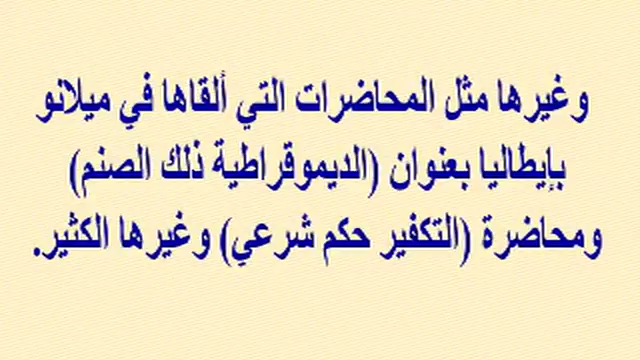 وغيرها مثل المحاضرات التي ألقاها في ميلانو
بإيطاليا بعنوان (الديموقراطية ذلك الصنم)
ومحاضرة (التكفير حكم شرعي) وغيرها الكثير.